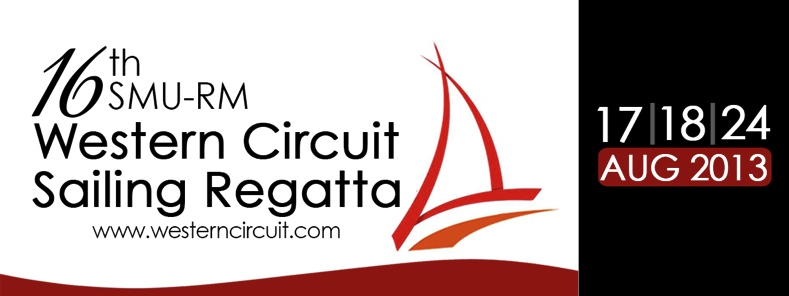 16th
SMU-RM
Western Circuit
Sailing Regatta
www.westerncircuit.com
17|18|24
AUG 2013